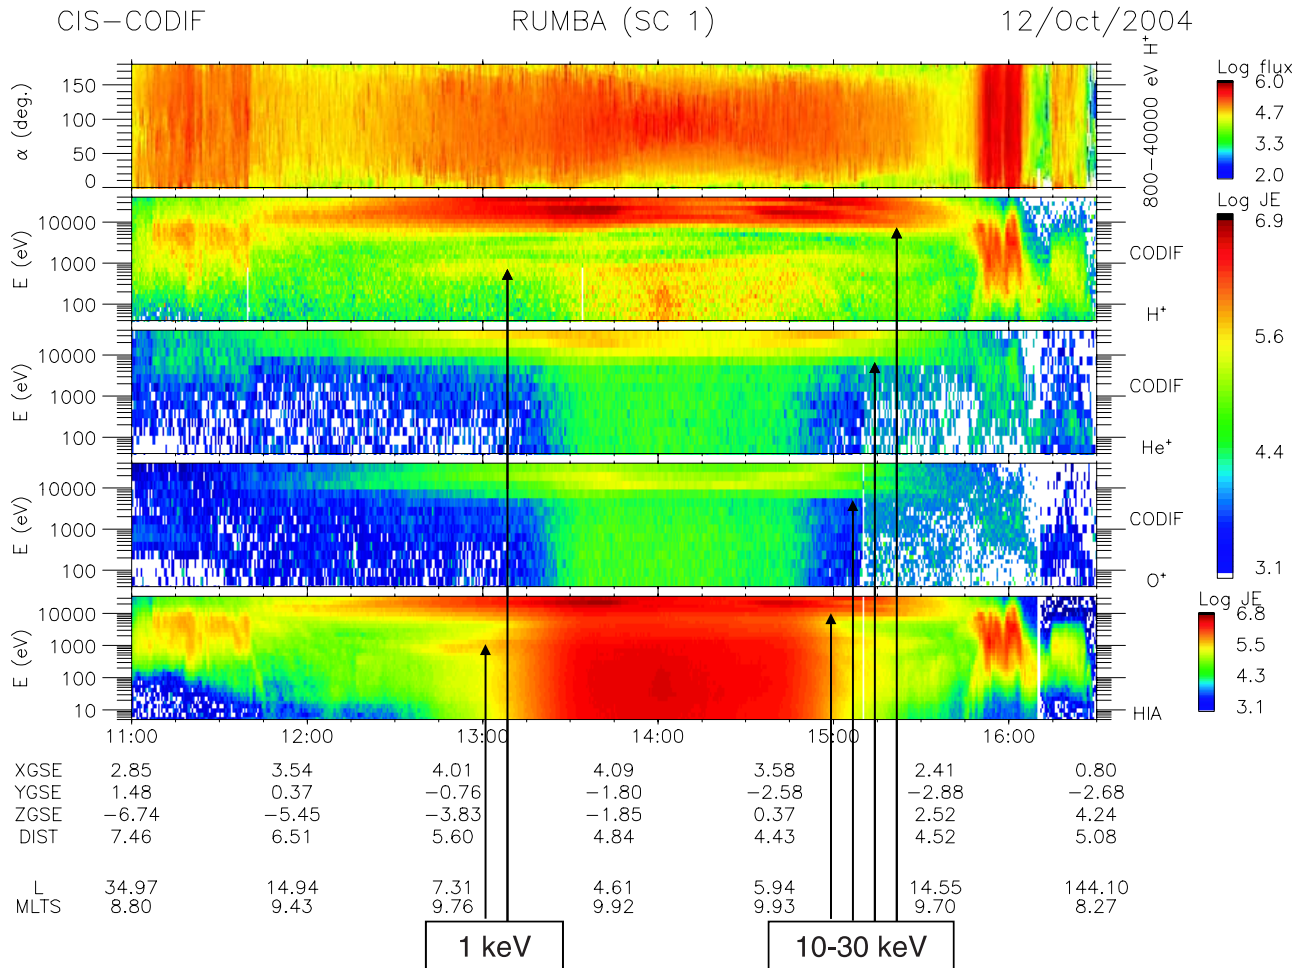 CIS-CODIF RUMBA (SC 1) 12/Oct/2004
α (deg.)
150
100
50
0
800-40000 eV H+
Log flux
6.0
4.7
3.3
2.0
E (eV)
10000
1000
100
CODIF
H+
Log JE
6.9
5.6
4.4
3.1
E (eV)
10000
1000
100
CODIF
He+
E (eV)
10000
1000
100
CODIF
O+
E (eV)
10000
1000
100
10
HIA
Log JE
6.8
5.5
4.3
3.1
11:00 12:00 13:00 14:00 15:00 16:00
XGSE 2.85 3.54 4.01 4.09 3.58 2.41 0.80
YGSE 1.48 0.37 -0.76 -1.80 -2.58 -2.88 -2.68
ZGSE -6.74 -5.45 -3.83 -1.85 0.37 2.52 4.24
DIST 7.46 6.51 5.60 4.84 4.43 4.52 5.08
L 34.97 14.94 7.31 4.61 5.94 14.55 144.10
MLTS 8.80 9.43 9.76 9.92 9.93 9.70 8.27
1 keV 10-30 keV